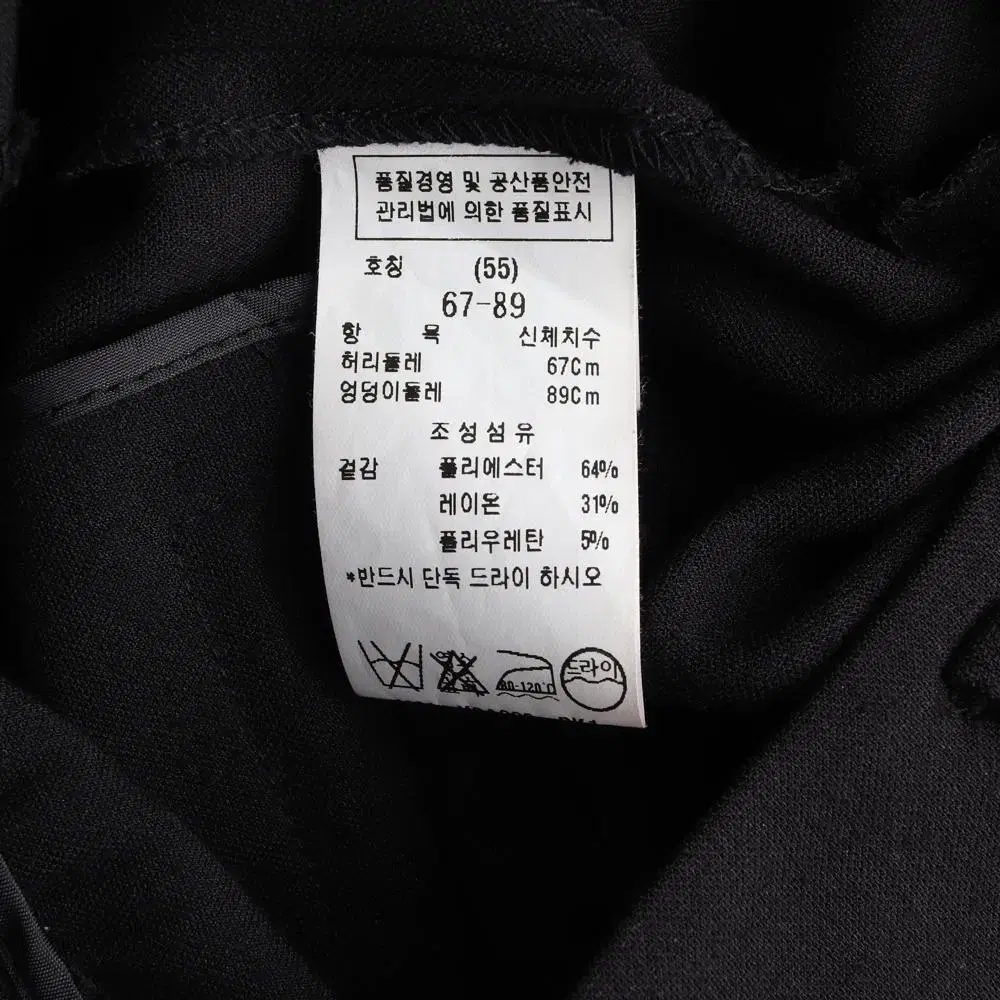 품질경영 및 공산품안전
관리법에 의한 품질표시
호칭 (55)
67-89
항 목 신체치수
허리둘레 67Cm
엉덩이둘레 89Cm
조성섬유
겉감 폴리에스터 64%
레이온 31%
폴리우레탄 5%
*반드시 단독 드라이 하시오
80-120°C 드라이